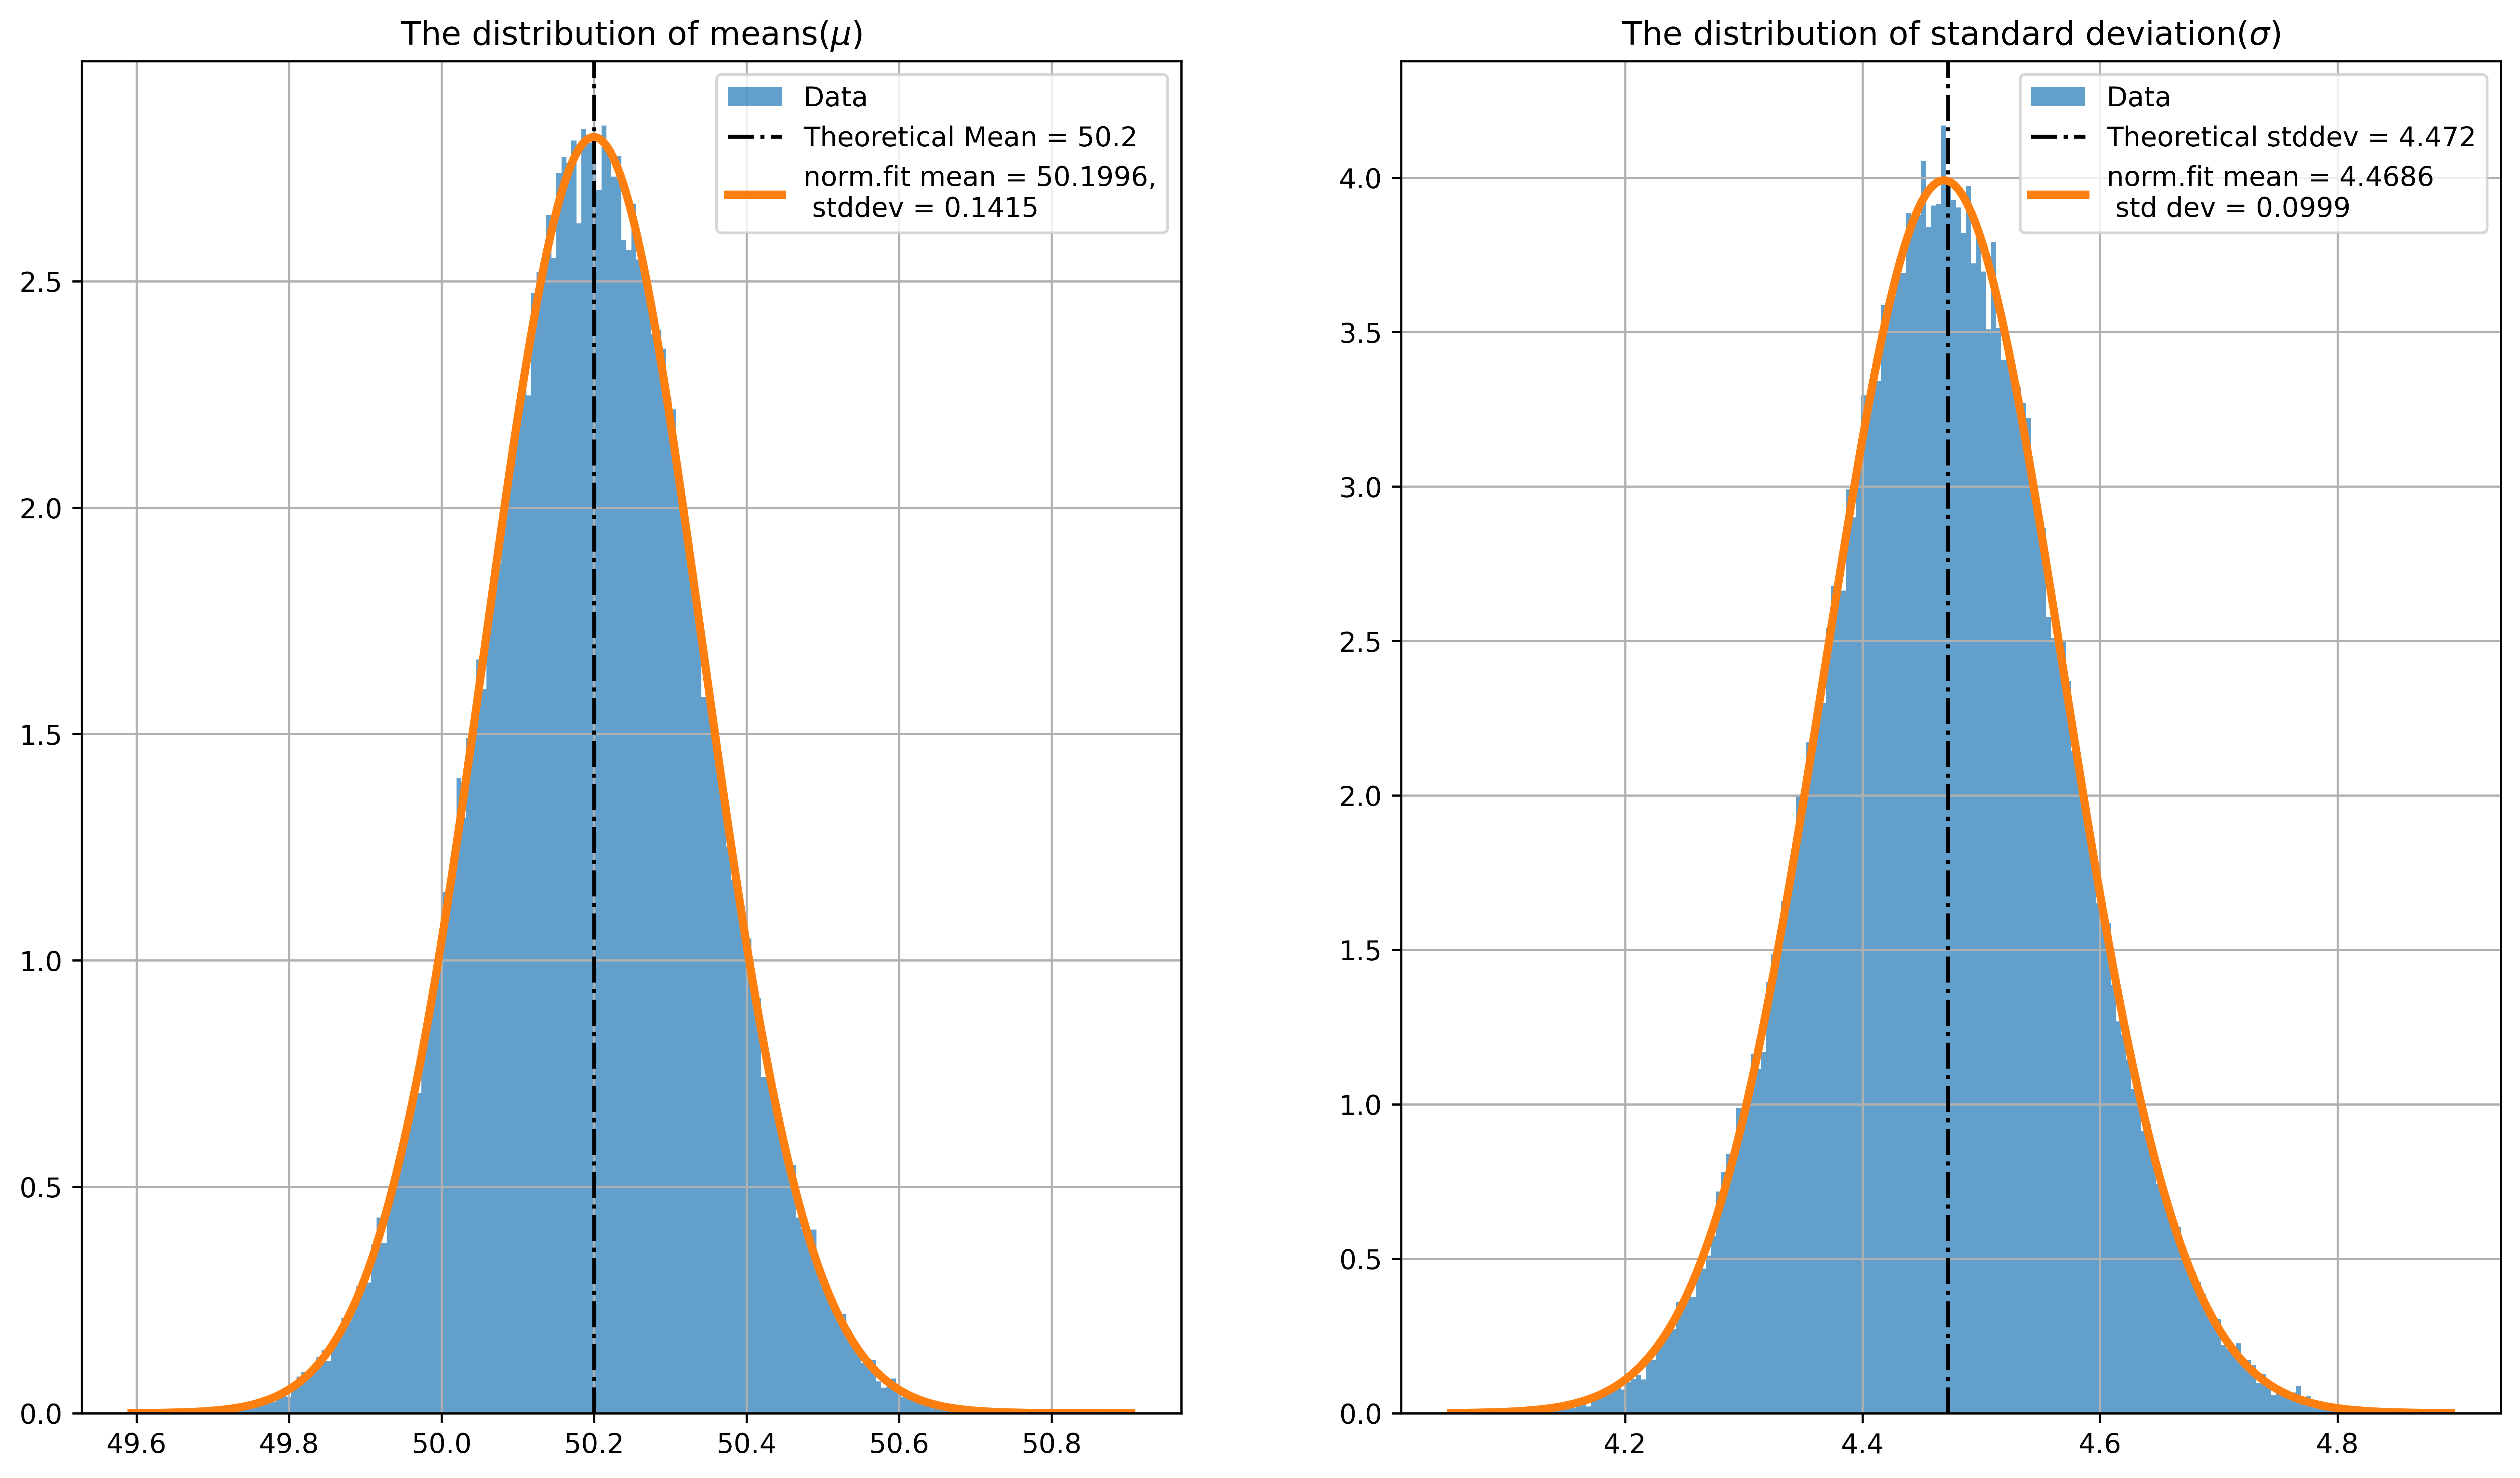 The distribution of means(μ)
Data
Theoretical Mean = 50.2
norm.fit mean = 50.1996,
stddev = 0.1415
2.5
2.0
1.5
1.0
0.5
0.0
49.6 49.8 50.0 50.2 50.4 50.6 50.8
The distribution of standard deviation(σ)
Data
Theoretical stddev = 4.472
norm.fit mean = 4.4686
std dev = 0.0999
4.0
3.5
3.0
2.5
2.0
1.5
1.0
0.5
0.0
4.2 4.4 4.6 4.8